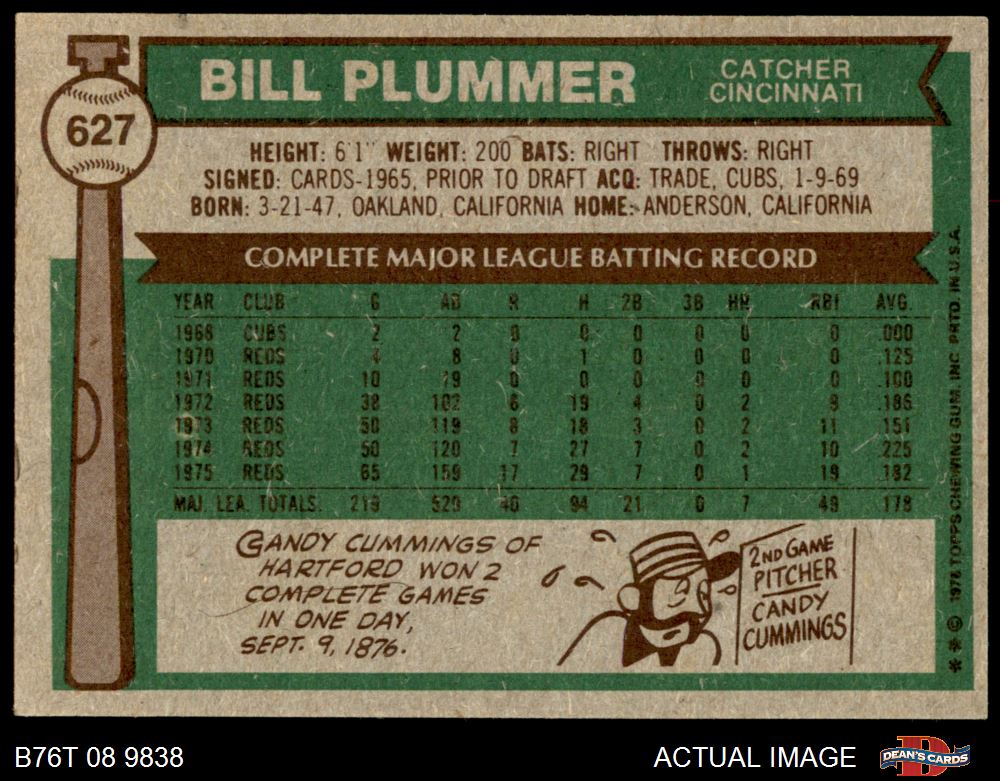 BILL PLUMMER
CATCHER
CINCINNATI
627
HEIGHT: 6'1" WEIGHT: 200 BATS: RIGHT THROWS: RIGHT
SIGNED: CARDS-1965, PRIOR TO DRAFT ACQ: TRADE, CUBS, 1-9-69
BORN: 3-21-47, OAKLAND, CALIFORNIA HOME: ANDERSON, CALIFORNIA
COMPLETE MAJOR LEAGUE BATTING RECORD
YEAR CLUB G AB R H 2B 3B HR RBI AVG.
1968 CUBS 2 2 0 0 0 0 0 0 .000
1970 REDS 4 8 0 1 0 0 0 0 .125
1971 REDS 10 19 0 0 0 0 0 0
1972 REDS 38 102 6 19 4 0 2 9 .186
1973 REDS 50 119 8 18 3 0 2 11 .151
1974 REDS 50 120 7 27 7 0 2 10 .225
1975 REDS 65 159 17 29 7 0 1 19 .182
MAJ. LEA. TOTALS. 219 529 94 21 0 7 49 .178
CANDY CUMMINGS OF
HARTFORD WON 2
COMPLETE GAMES
IN ONE DAY,
SEPT. 9, 1876.
2ND GAME
PITCHER
CANDY
CUMMINGS
** © 1976 TOPPS CHEWING GUM, INC. PRTD. IN U.S.A.
B76T 08 9838
ACTUAL IMAGE
DEAN'S CARDS